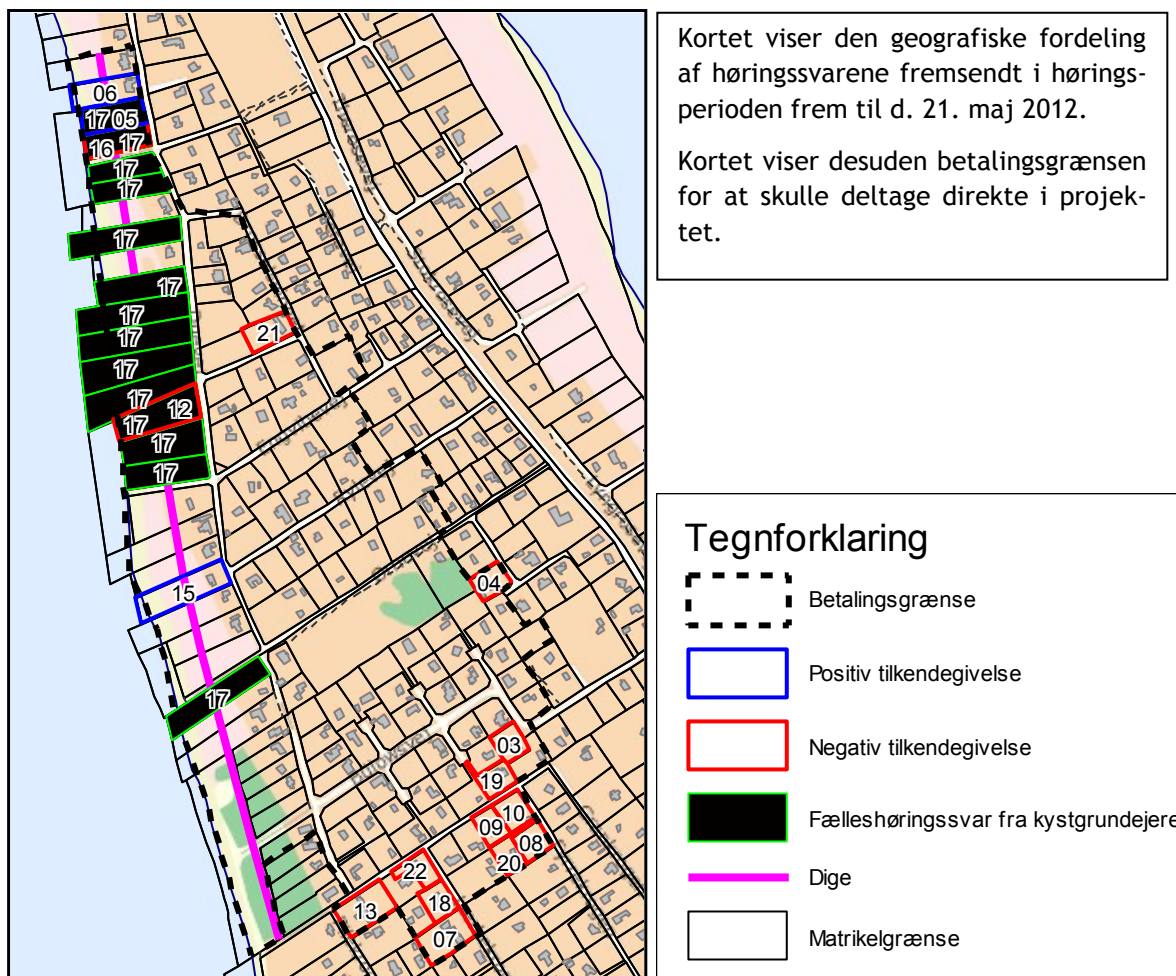 Kortet viser den geografiske fordeling
af høringssvarene fremsendt i hørings-
perioden frem til d. 21. maj 2012.
Kortet viser desuden betalingsgrænsen
for at skulle deltage direkte i projek-
tet.
06
17 05
16 17
17
17
17
17
17
17
17
17
12
17
17
17
21
15
17
04
03
19
10
09
08
20
22
18
13
07
Tegnforklaring
Betalingsgrænse
Positiv tilkendegivelse
Negativ tilkendegivelse
Fælleshøringssvar fra kystgrundejere
Dige
Matrikelgrænse